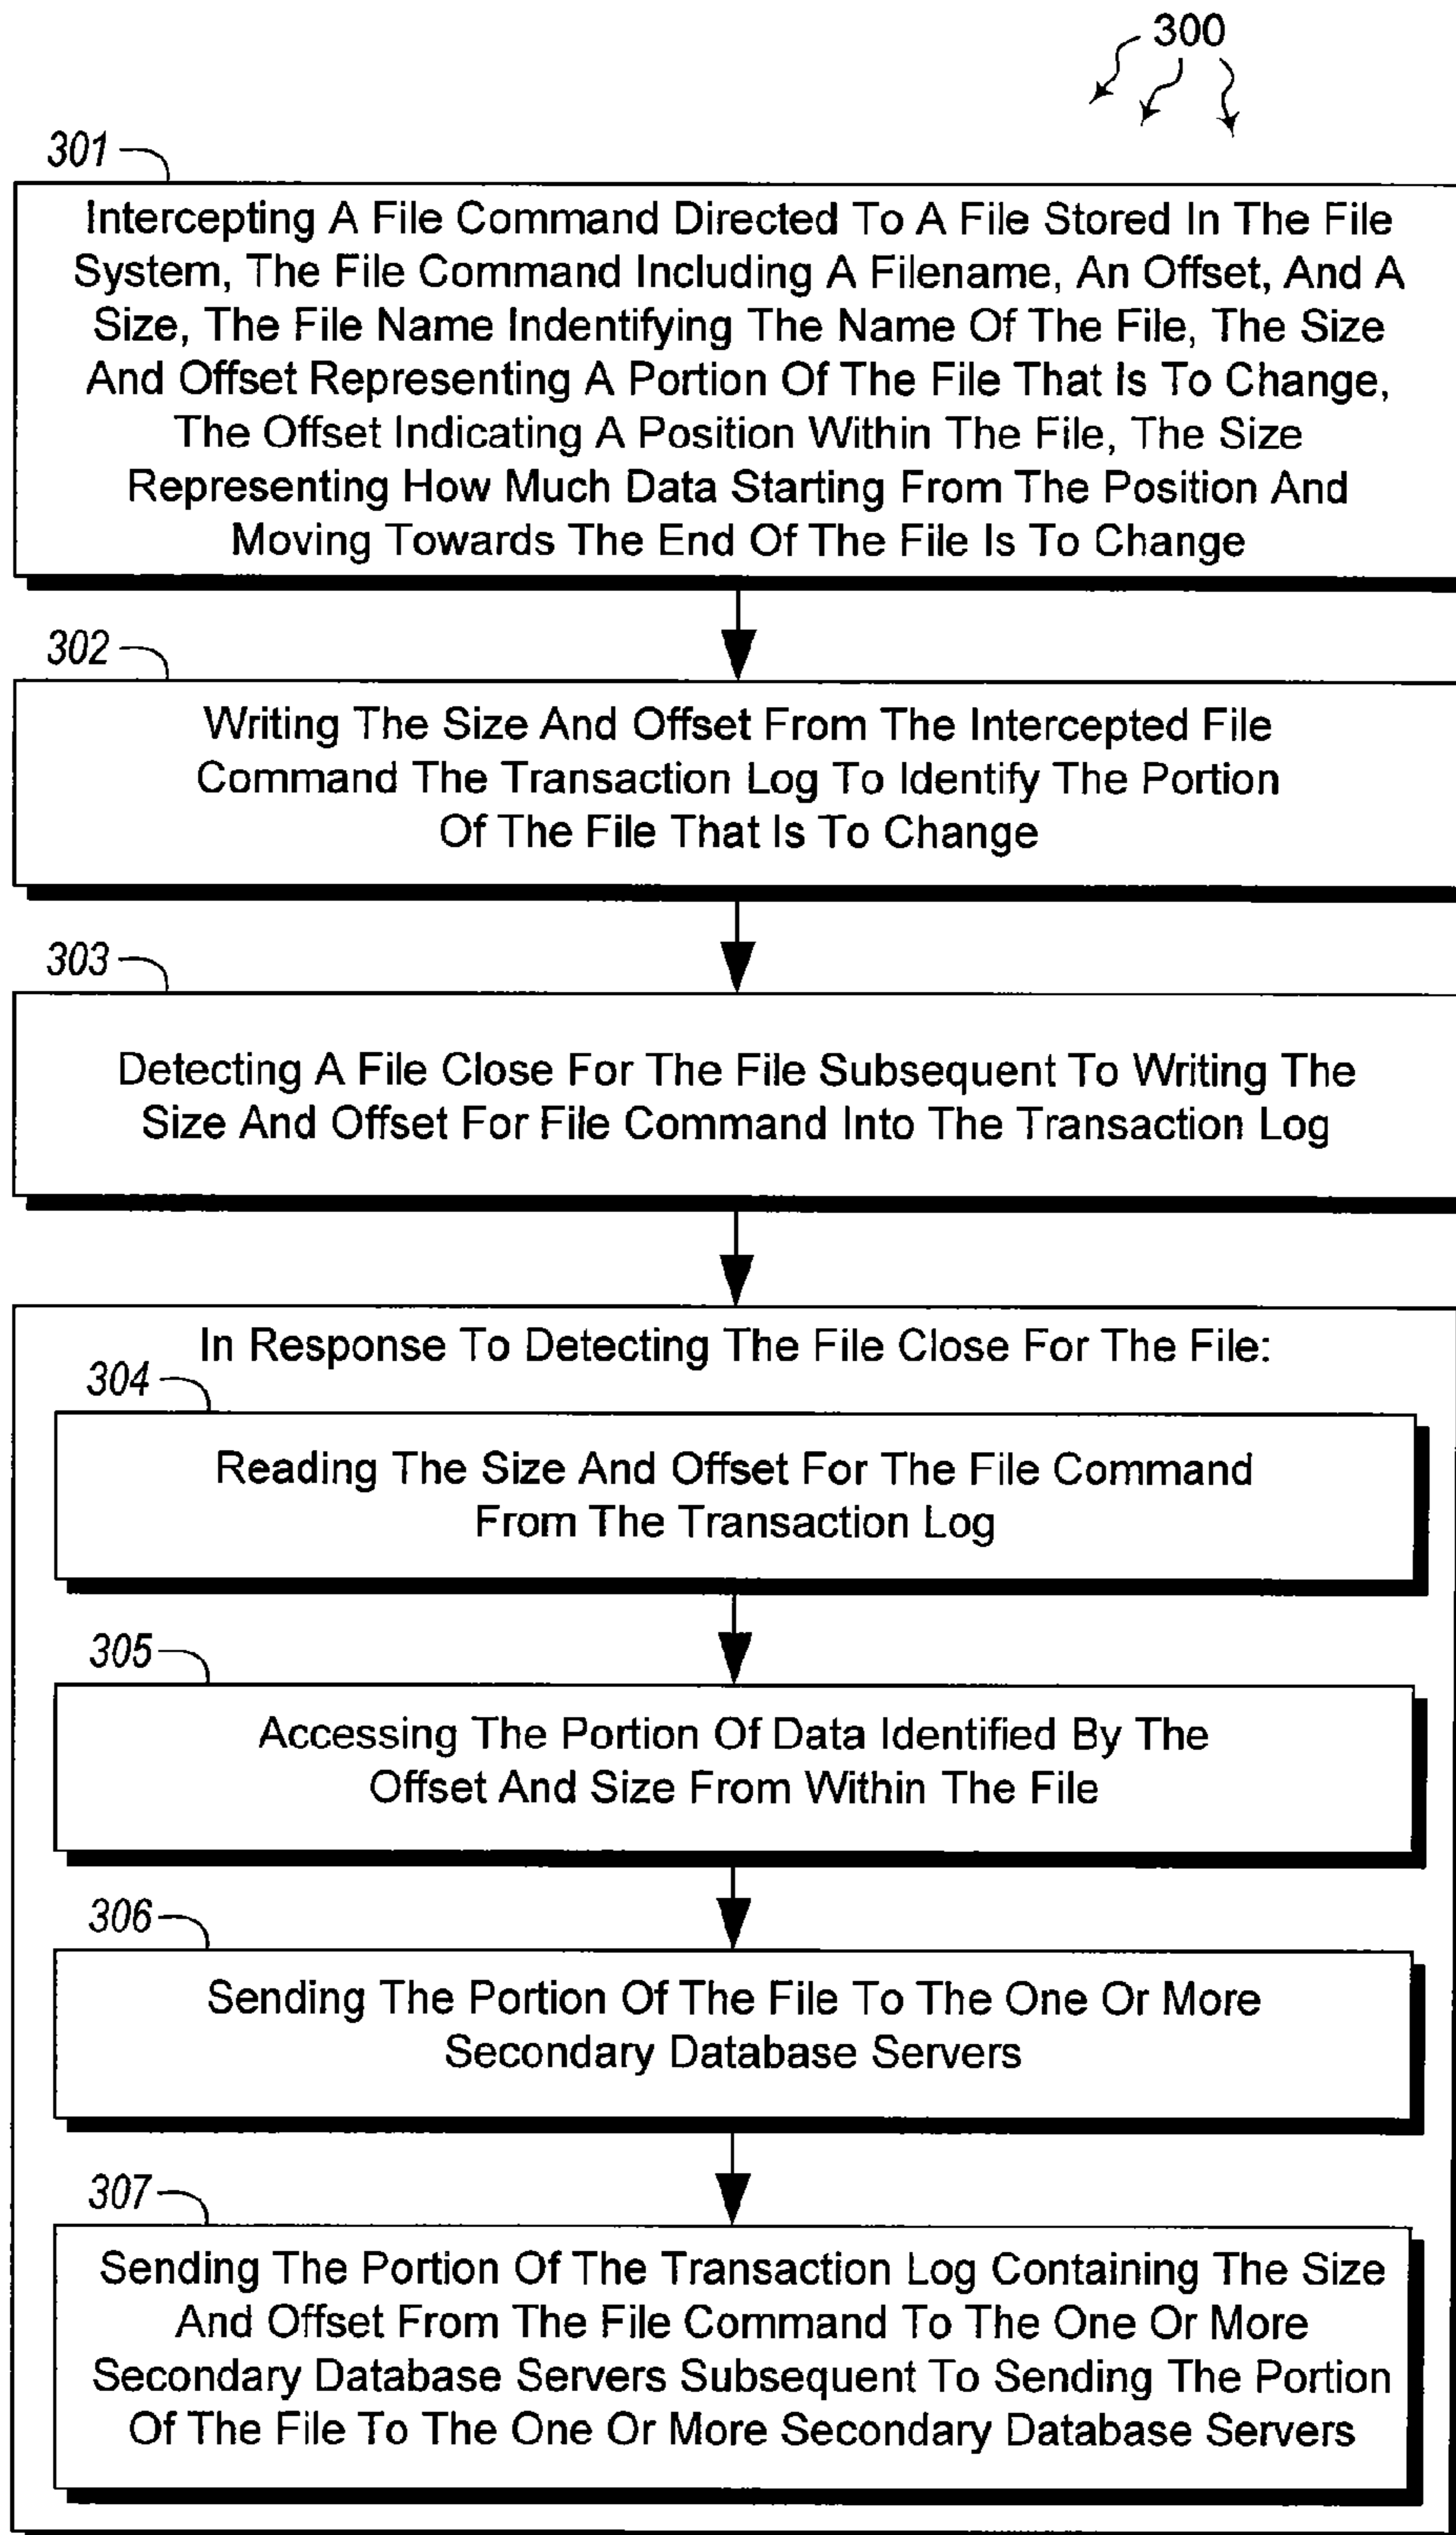 300
301
Intercepting A File Command Directed To A File Stored In The File
System, The File Command Including A Filename, An Offset, And A
Size, The File Name Indentifying The Name Of The File, The Size
And Offset Representing A Portion Of The File That Is To Change,
The Offset Indicating A Position Within The File, The Size
Representing How Much Data Starting From The Position And
Moving Towards The End Of The File Is To Change
302
Writing The Size And Offset From The Intercepted File
Command The Transaction Log To Identify The Portion
Of The File That Is To Change
303
Detecting A File Close For The File Subsequent To Writing The
Size And Offset For File Command Into The Transaction Log
In Response To Detecting The File Close For The File:
304
Reading The Size And Offset For The File Command
From The Transaction Log
305
Accessing The Portion Of Data Identified By The
Offset And Size From Within The File
306
Sending The Portion Of The File To The One Or More
Secondary Database Servers
307
Sending The Portion Of The Transaction Log Containing The Size
And Offset From The File Command To The One Or More
Secondary Database Servers Subsequent To Sending The Portion
Of The File To The One Or More Secondary Database Servers